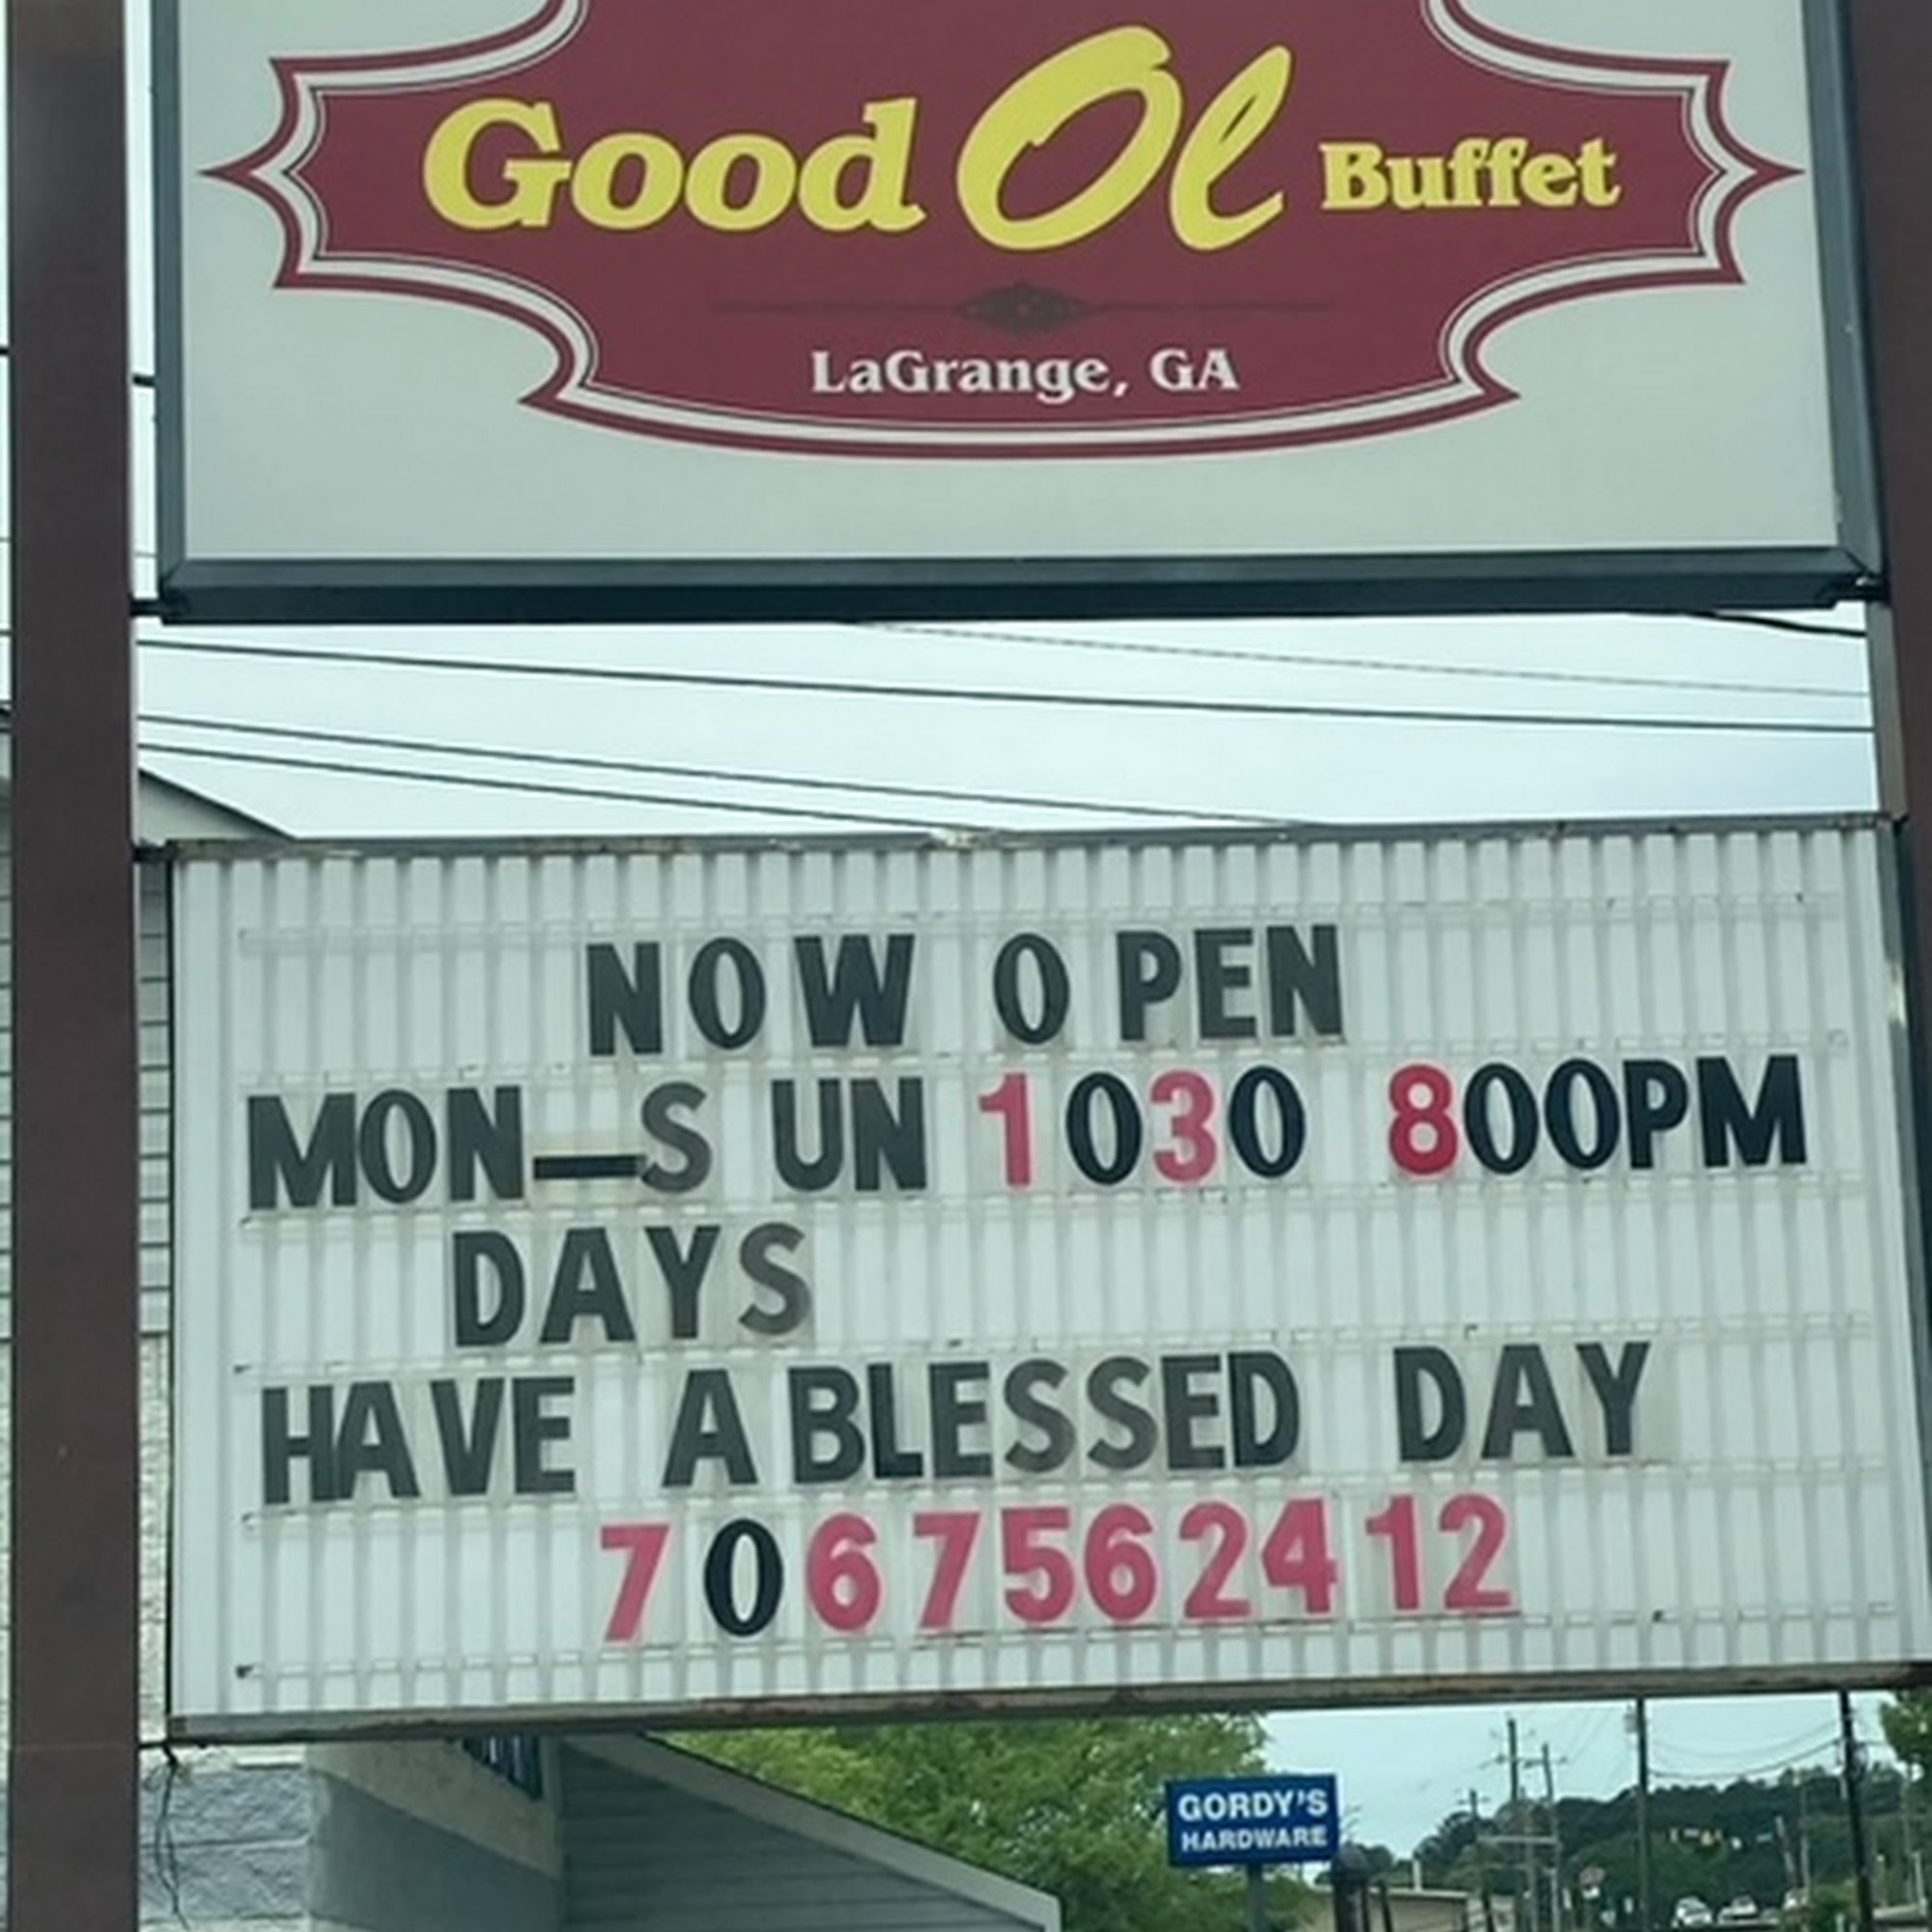 Good Ol Buffet
LaGrange, GA
NOW OPEN
MON-SUN 1030 800PM
DAYS
HAVE A BLESSED DAY
7067562412
GORDY'S
HARDWARE